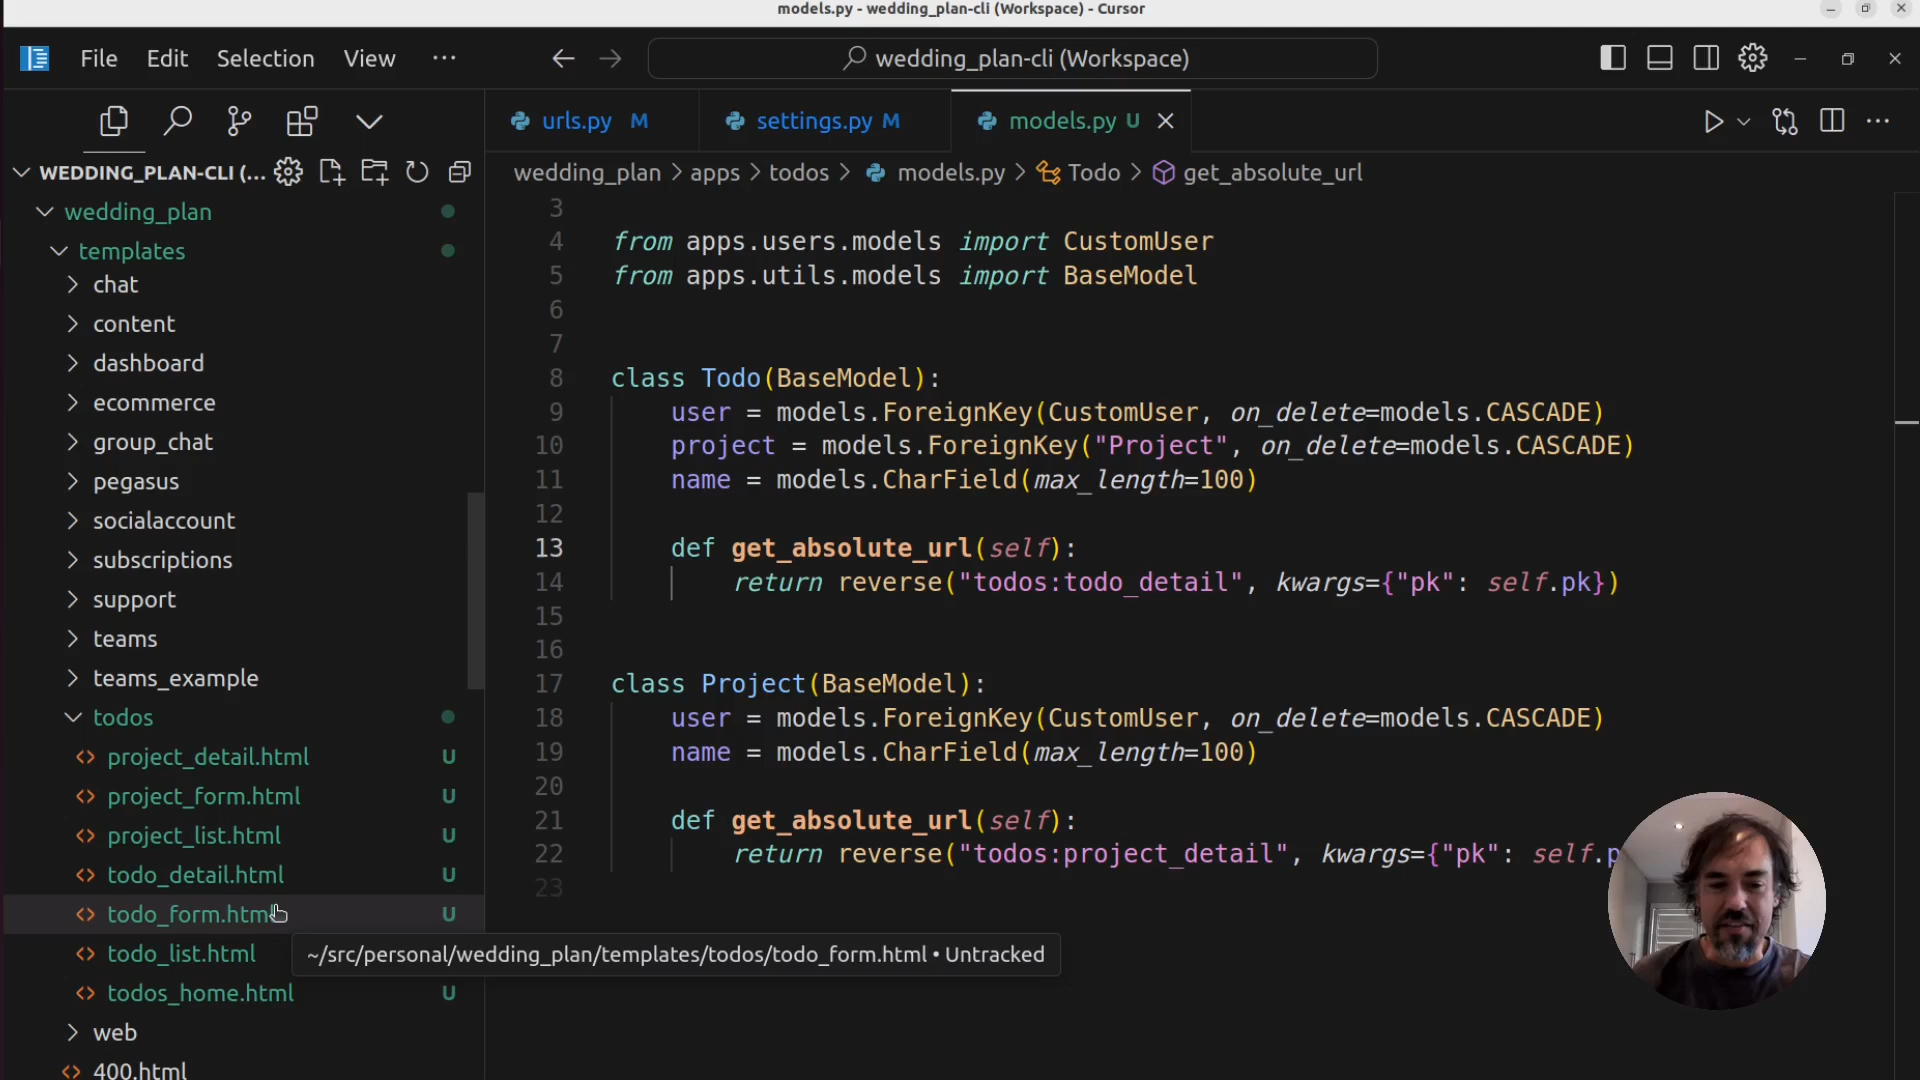 models.py - wedding_plan-cli (Workspace) - Cursor
File Edit Selection View ···
wedding_plan-cli (Workspace)
urls.py M
settings.py M
models.py U
WEDDING_PLAN-CLI (...
wedding_plan > apps > todos > models.py > Todo > get_absolute_url
wedding_plan
templates
chat
content
dashboard
ecommerce
group_chat
pegasus
socialaccount
subscriptions
support
teams
teams_example
todos
project_detail.html U
project_form.html U
project_list.html U
todo_detail.html U
todo_form.htm U
todo_list.html
todos_home.html U
web
400.html
3
4 from apps.users.models import CustomUser
5 from apps.utils.models import BaseModel
6
7
8 class Todo(BaseModel):
9 user = models.ForeignKey(CustomUser, on_delete=models.CASCADE)
10 project = models.ForeignKey("Project", on_delete=models.CASCADE)
11 name = models.CharField(max_length=100)
12
13 def get_absolute_url(self):
14 return reverse("todos:todo_detail", kwargs={"pk": self.pk})
15
16
17 class Project(BaseModel):
18 user = models.ForeignKey(CustomUser, on_delete=models.CASCADE)
19 name = models.CharField(max_length=100)
20
21 def get_absolute_url(self):
22 return reverse("todos:project_detail", kwargs={"pk": self.p
23
~/src/personal/wedding_plan/templates/todos/todo_form.html • Untracked